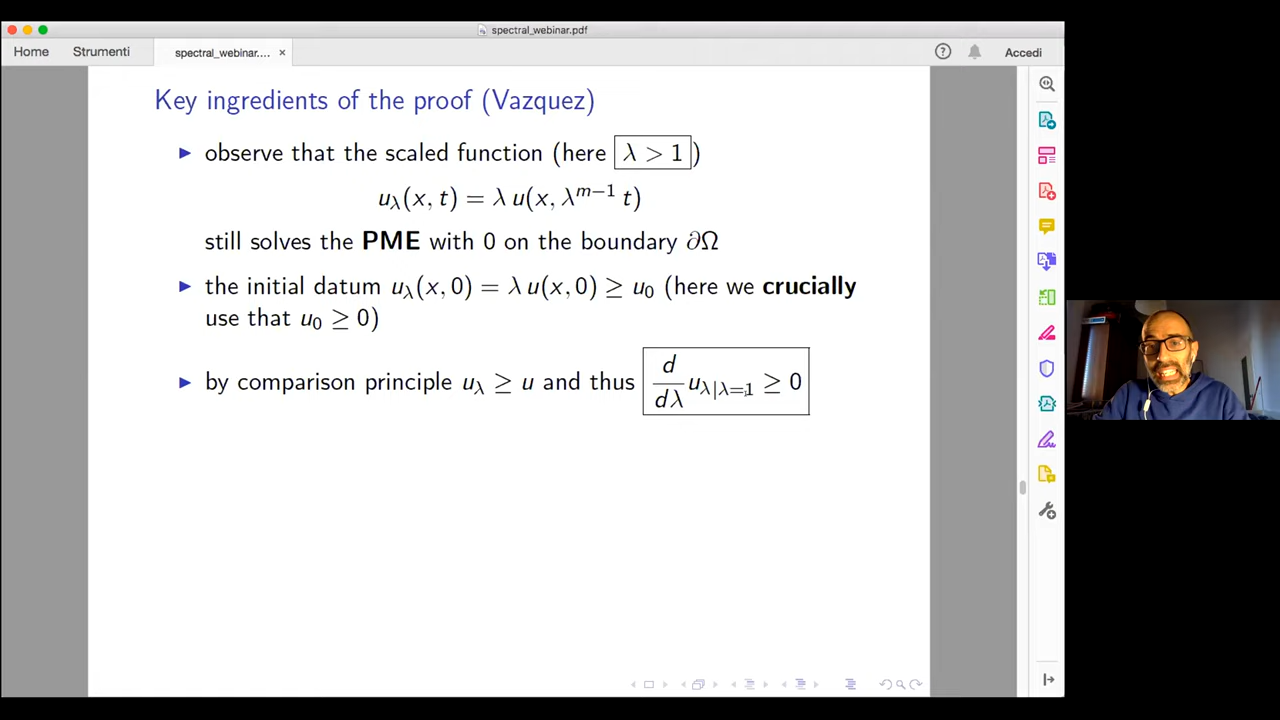 spectral_webinar.pdf
Home Strumenti spectral_webinar.... × Accedi
Key ingredients of the proof (Vazquez)
▶ observe that the scaled function (here λ > 1)
u_λ(x, t) = λ u(x, λ^{m−1} t)
still solves the PME with 0 on the boundary ∂Ω
▶ the initial datum u_λ(x, 0) = λ u(x, 0) ≥ u_0 (here we crucially
use that u_0 ≥ 0)
▶ by comparison principle u_λ ≥ u and thus d/dλ u_{λ|λ=1} ≥ 0